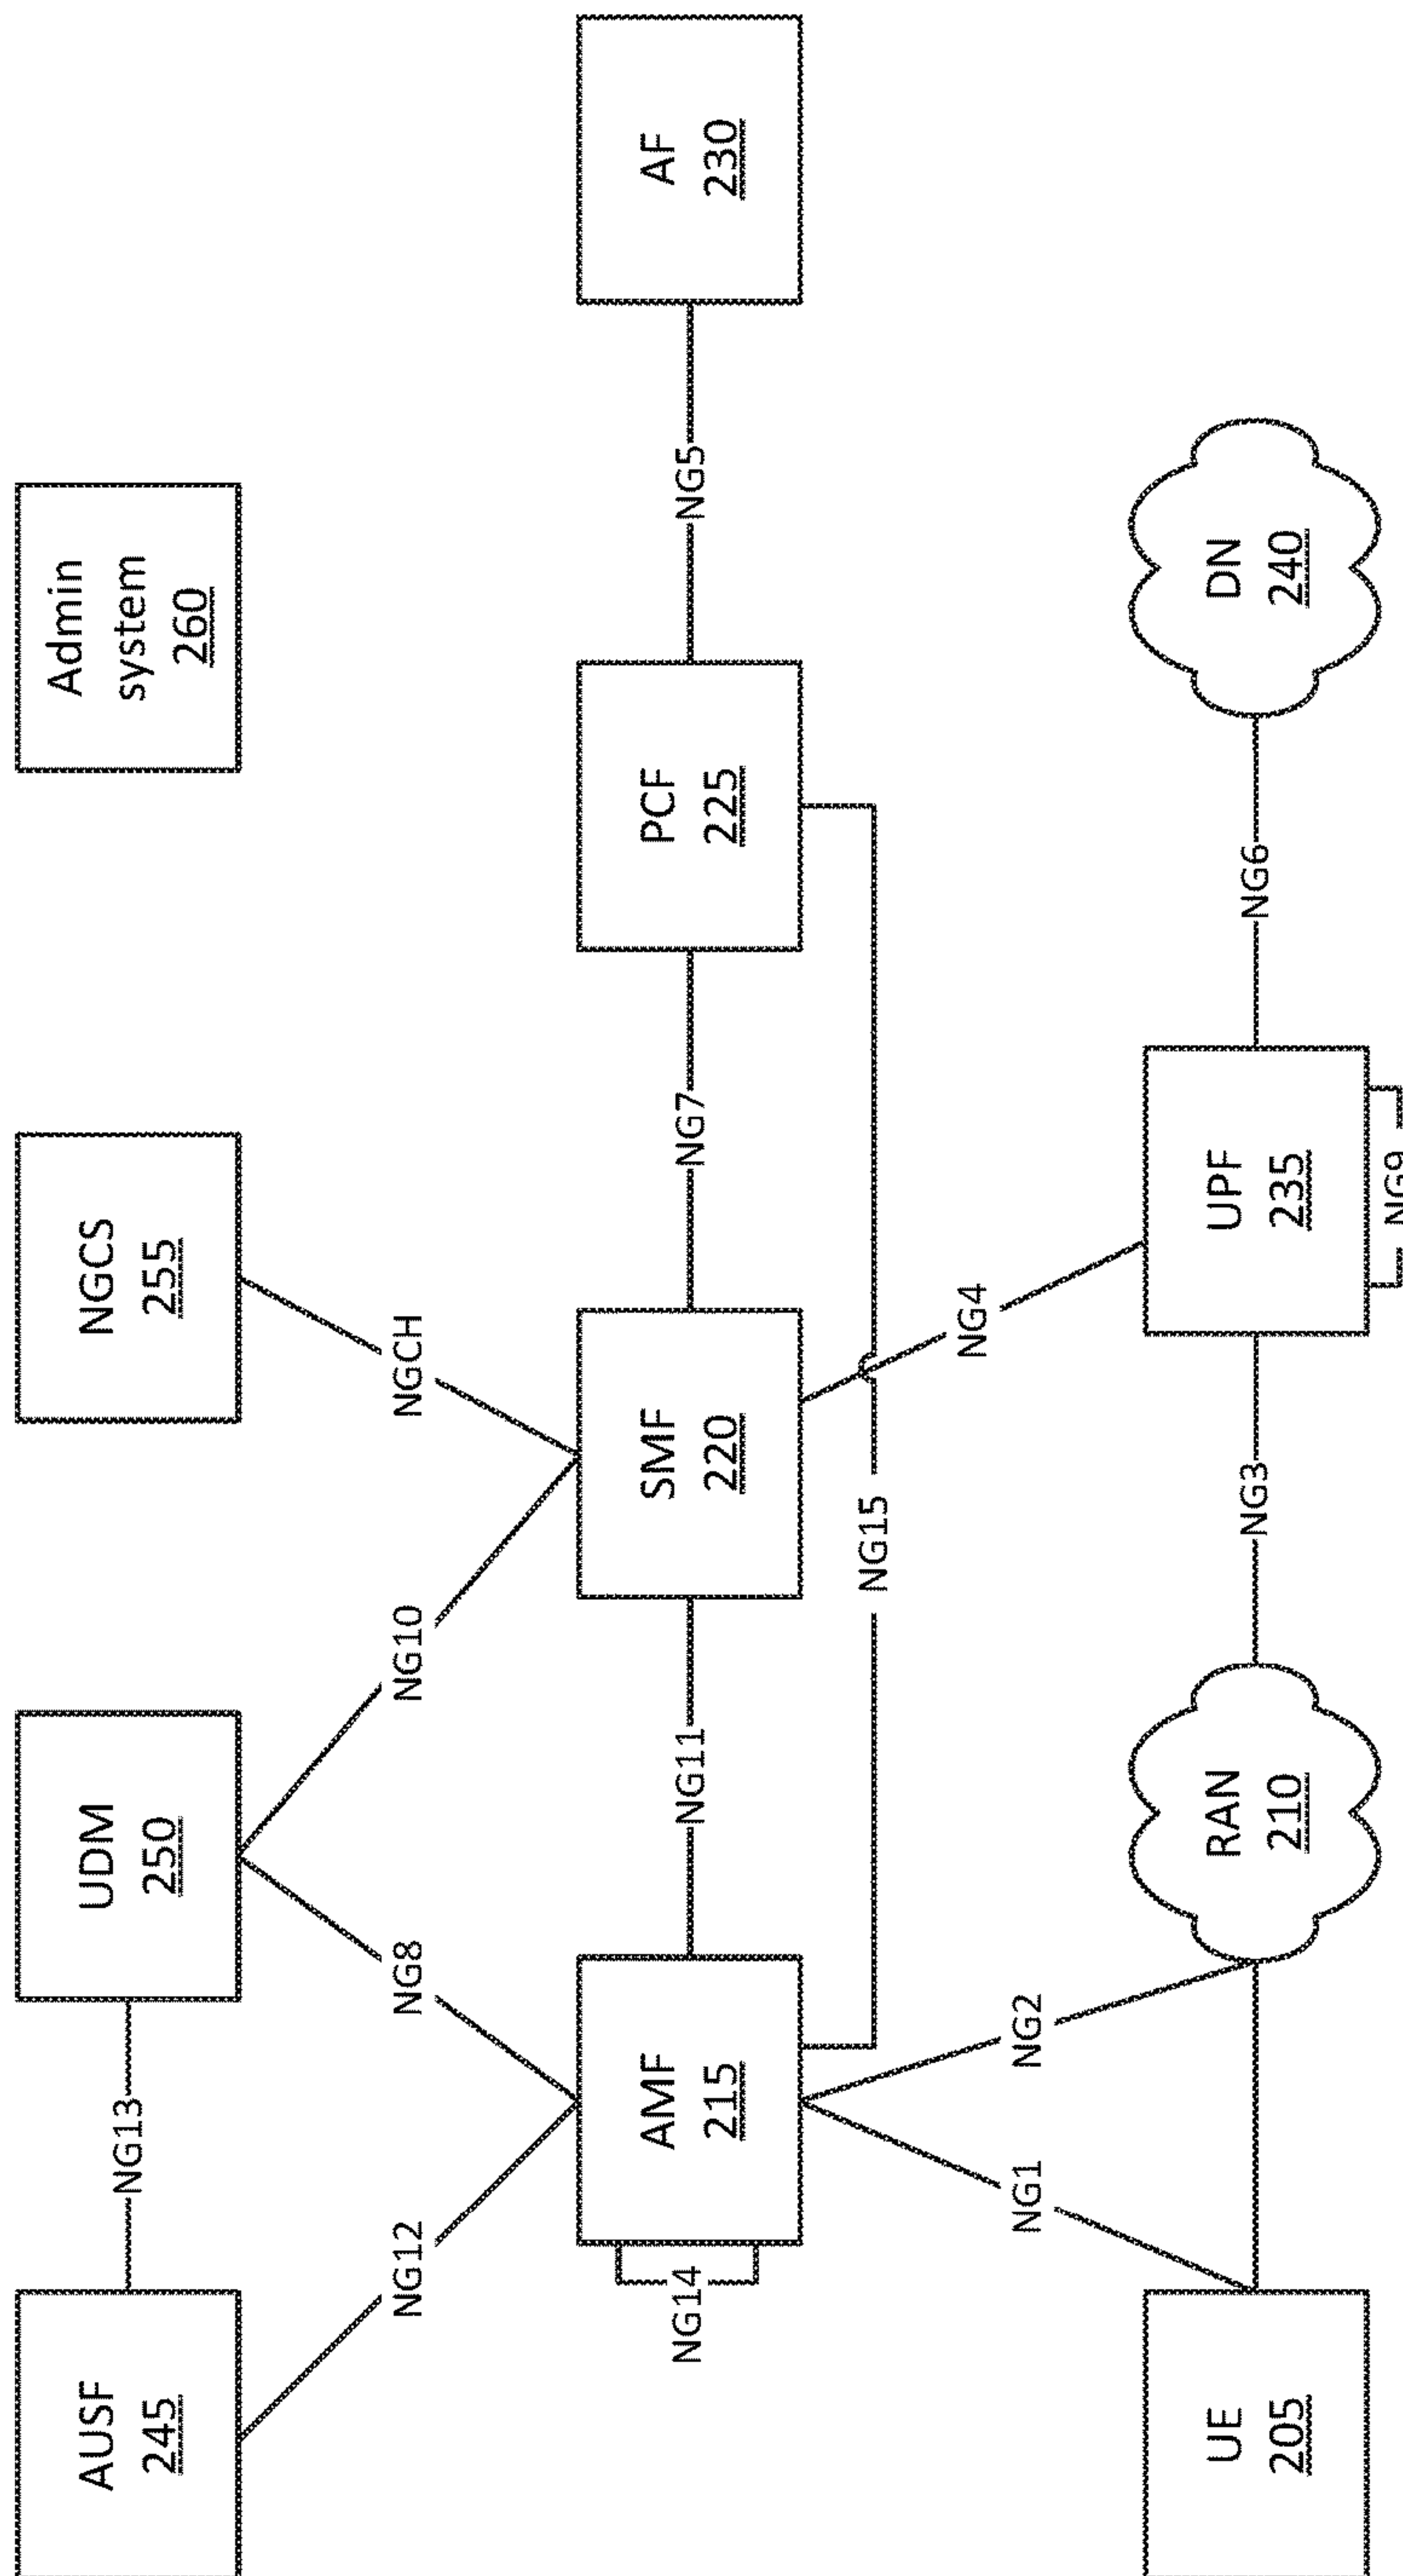 AUSF
245
NG13
UDM
250
NGCS
255
Admin
system
260
NG12
NG8
NG10
NGCH
NG14
AMF
215
NG11
SMF
220
NG7
PCF
225
NG5
AF
230
NG15
NG1
NG2
NG4
UE
205
RAN
210
NG3
UPF
235
NG6
DN
240
NG9